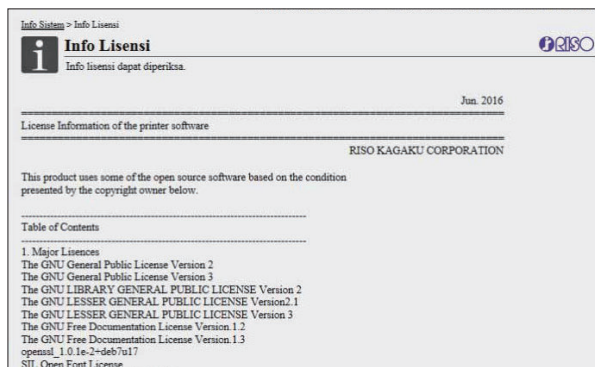 Info Sistem > Info Lisensi
Info Lisensi
RISO
Info lisensi dapat diperiksa.
Jun. 2016
License Information of the printer software
RISO KAGAKU CORPORATION
This product uses some of the open source software based on the condition
presented by the copyright owner below.
Table of Contents
1. Major Lisences
The GNU General Public License Version 2
The GNU General Public License Version 3
The GNU LIBRARY GENERAL PUBLIC LICENSE Version 2
The GNU LESSER GENERAL PUBLIC LICENSE Version2.1
The GNU LESSER GENERAL PUBLIC LICENSE Version 3
The GNU Free Documentation License Version.1.2
The GNU Free Documentation License Version.1.3
openssl_1.0.1e-2+deb7u17
SIL Open Font License